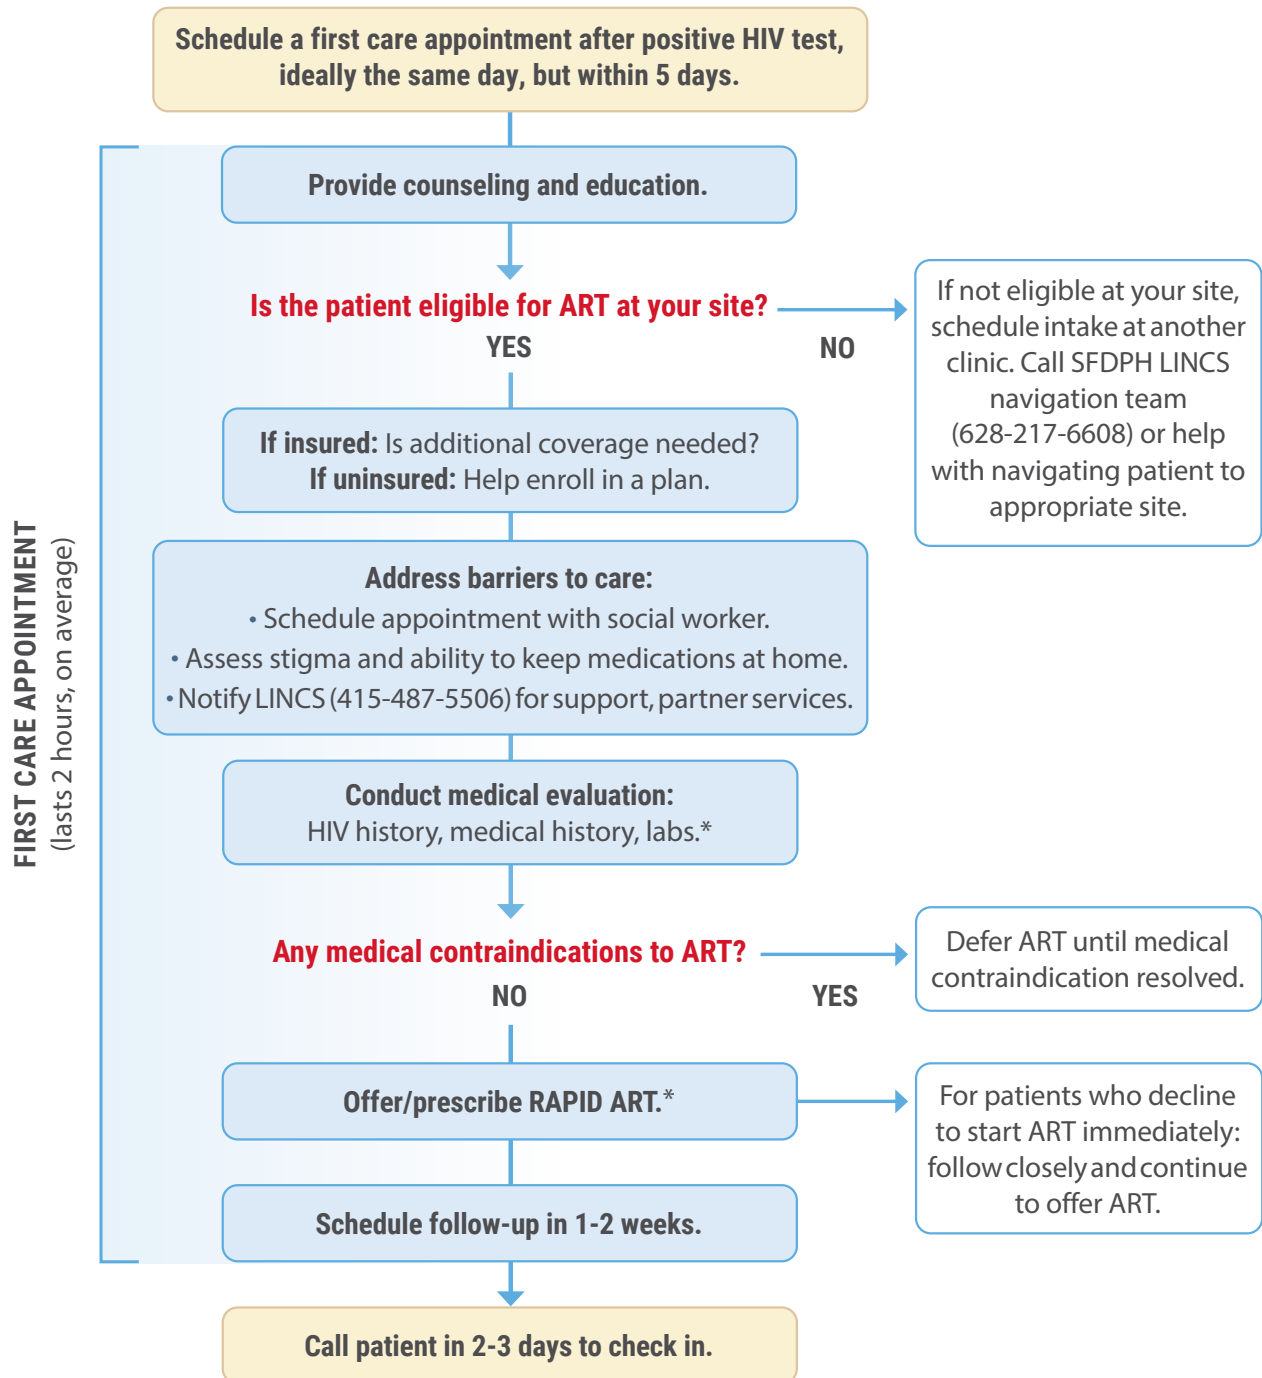 Schedule a first care appointment after positive HIV test,
ideally the same day, but within 5 days.
FIRST CARE APPOINTMENT
(lasts 2 hours, on average)
Provide counseling and education.
Is the patient eligible for ART at your site?
YES
NO
If not eligible at your site,
schedule intake at another
clinic. Call SFDPH LINCS
navigation team
(628-217-6608) or help
with navigating patient to
appropriate site.
If insured: Is additional coverage needed?
If uninsured: Help enroll in a plan.
Address barriers to care:
• Schedule appointment with social worker.
• Assess stigma and ability to keep medications at home.
• Notify LINCS (415-487-5506) for support, partner services.
Conduct medical evaluation:
HIV history, medical history, labs.*
Any medical contraindications to ART?
NO
YES
Defer ART until medical
contraindication resolved.
Offer/prescribe RAPID ART.*
For patients who decline
to start ART immediately:
follow closely and continue
to offer ART.
Schedule follow-up in 1-2 weeks.
Call patient in 2-3 days to check in.